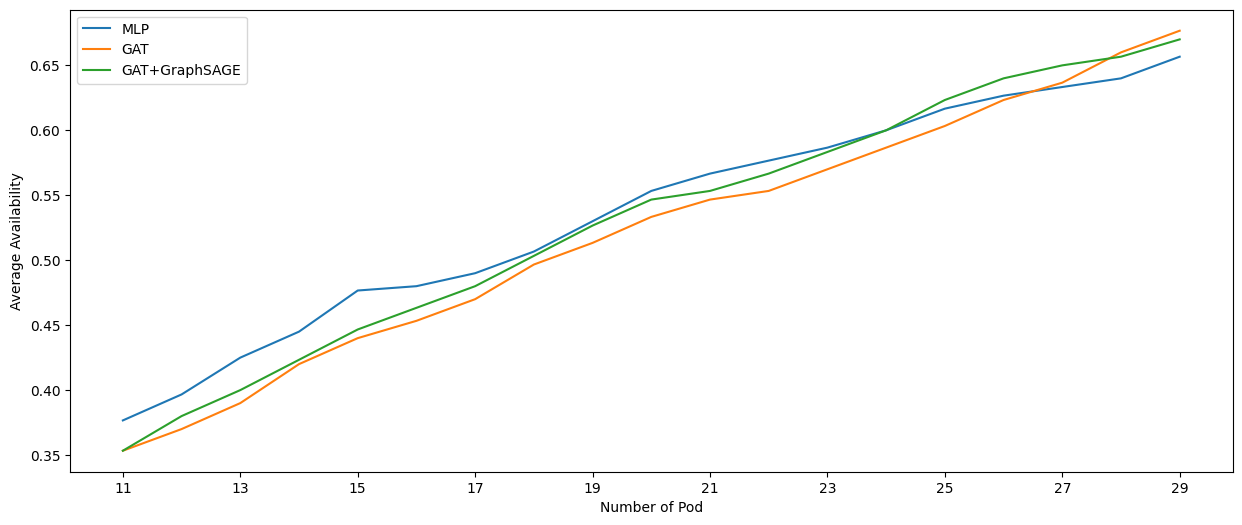 MLP
GAT
GAT+GraphSAGE
Average Availability
0.65
0.60
0.55
0.50
0.45
0.40
0.35
11 13 15 17 19 21 23 25 27 29
Number of Pod